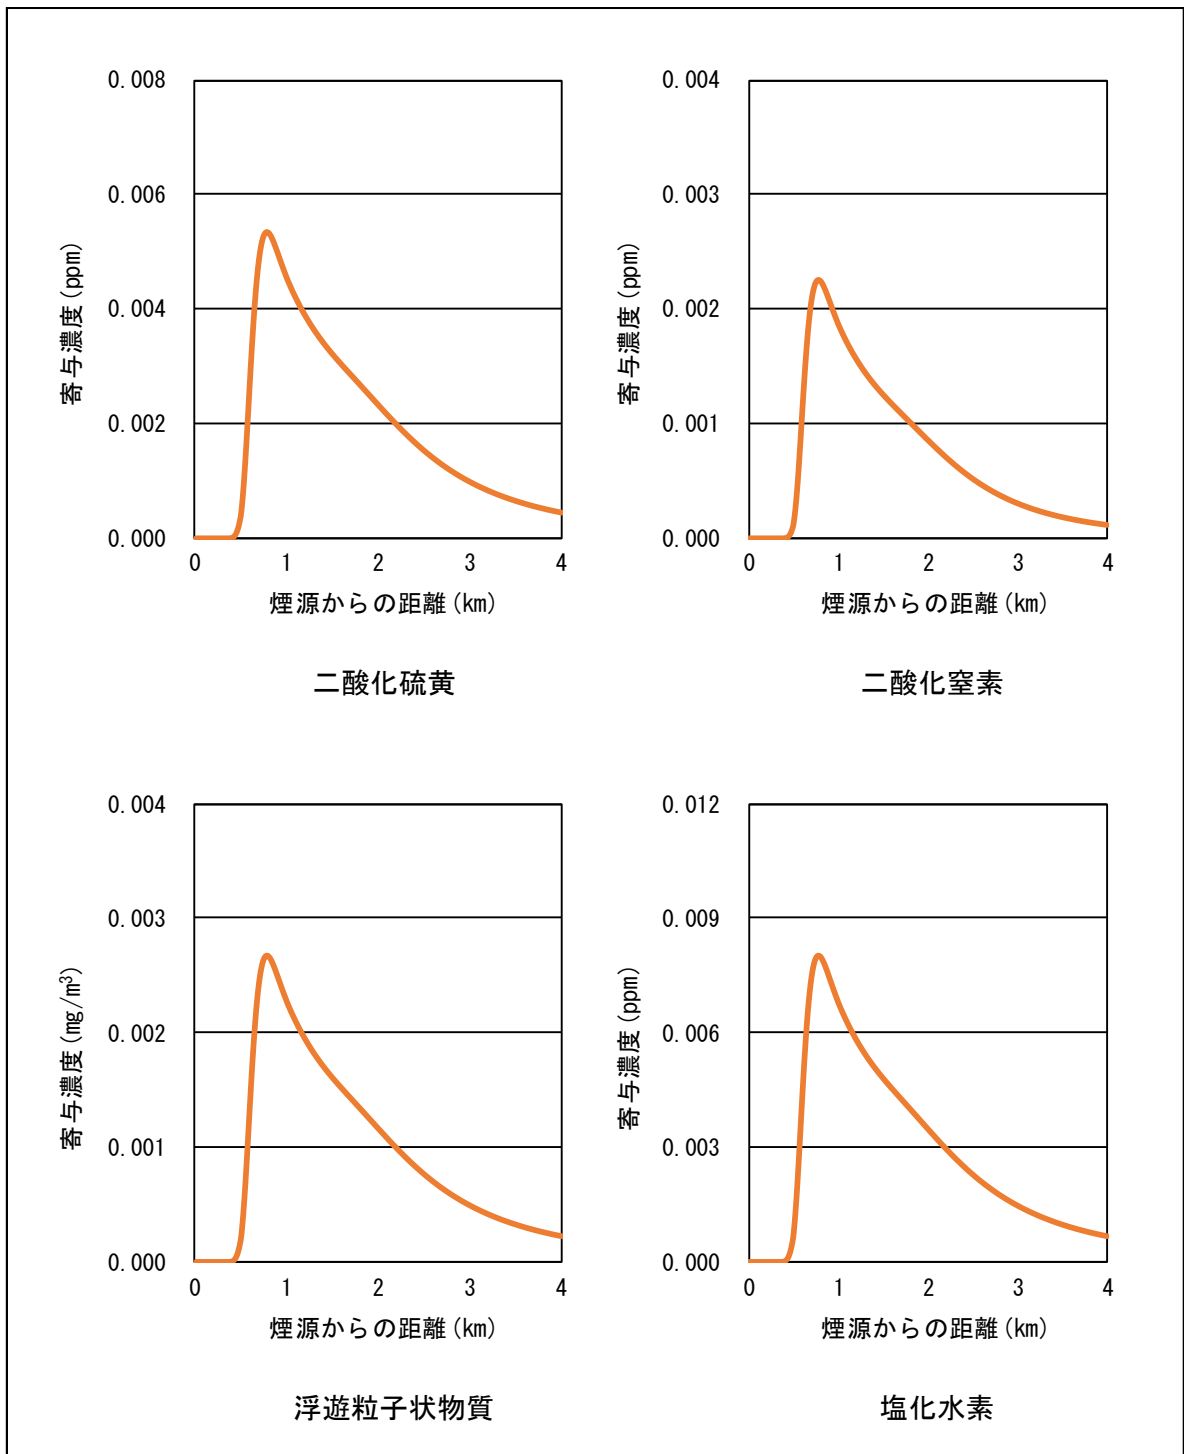 0.008
0.006
0.004
0.002
0.000
寄与濃度(ppm)
0 1 2 3 4
煙源からの距離(km)
二酸化硫黄
0.004
0.003
0.002
0.001
0.000
寄与濃度(ppm)
0 1 2 3 4
煙源からの距離(km)
二酸化窒素
0.004
0.003
0.002
0.001
0.000
寄与濃度(mg/m³)
0 1 2 3 4
煙源からの距離(km)
浮遊粒子状物質
0.012
0.009
0.006
0.003
0.000
寄与濃度(ppm)
0 1 2 3 4
煙源からの距離(km)
塩化水素